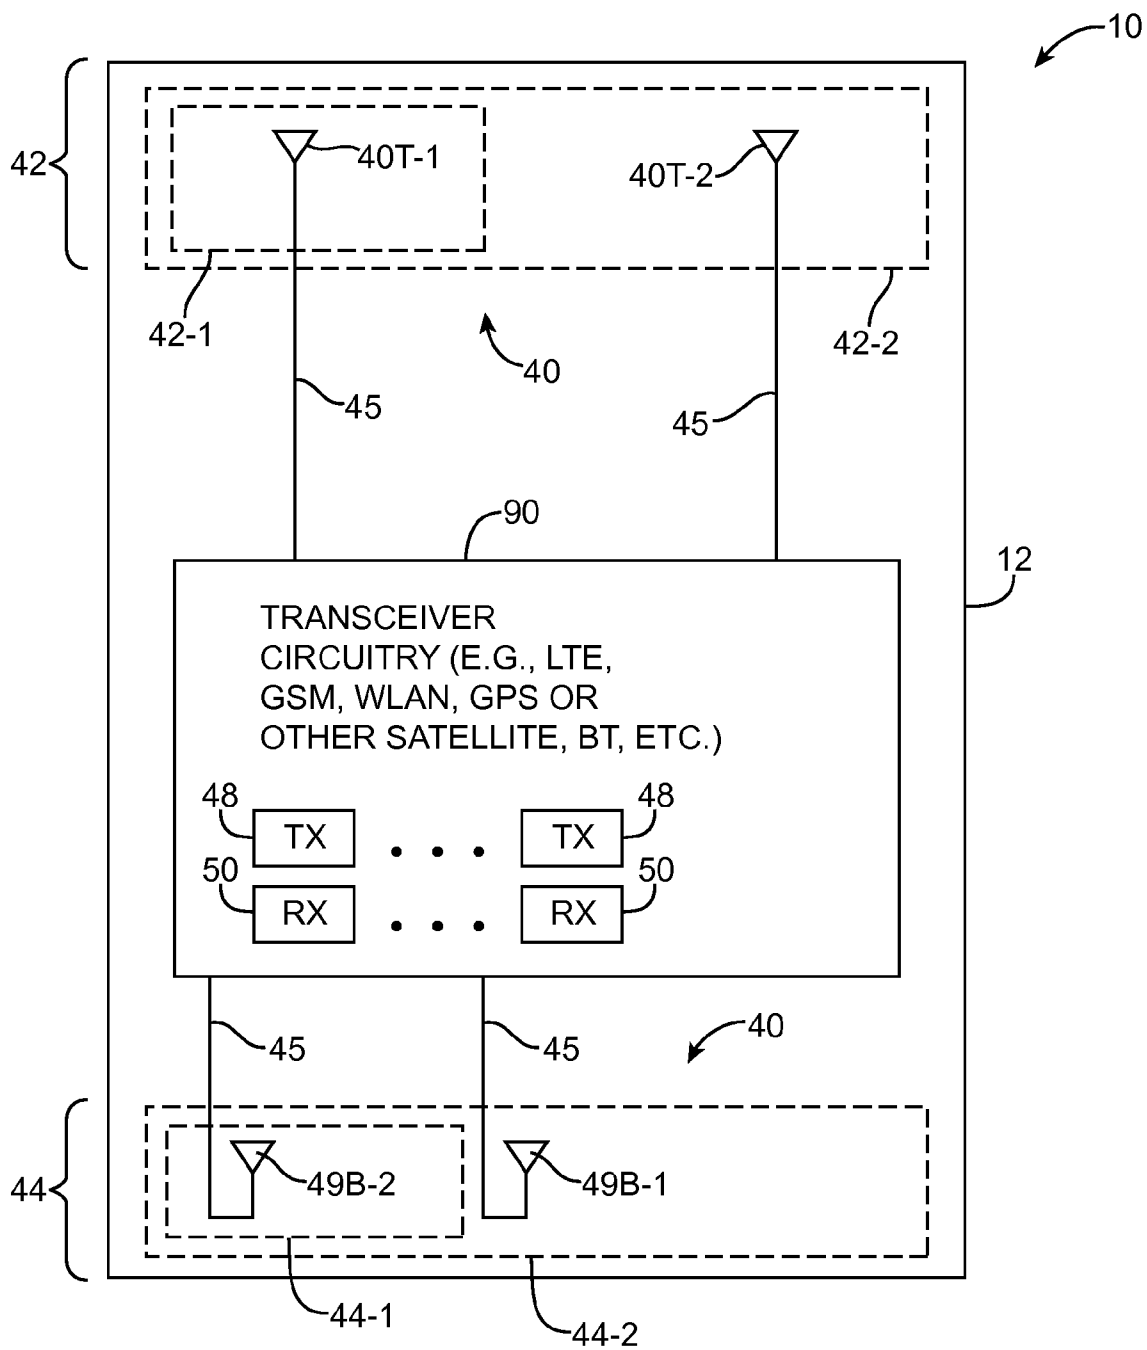 10
42
40T-1
40T-2
42-1
42-2
40
45
45
90
12
TRANSCEIVER
CIRCUITRY (E.G., LTE,
GSM, WLAN, GPS OR
OTHER SATELLITE, BT, ETC.)
48
48
TX
• • •
TX
50
50
RX
• • •
RX
45
45
40
44
49B-2
49B-1
44-1
44-2